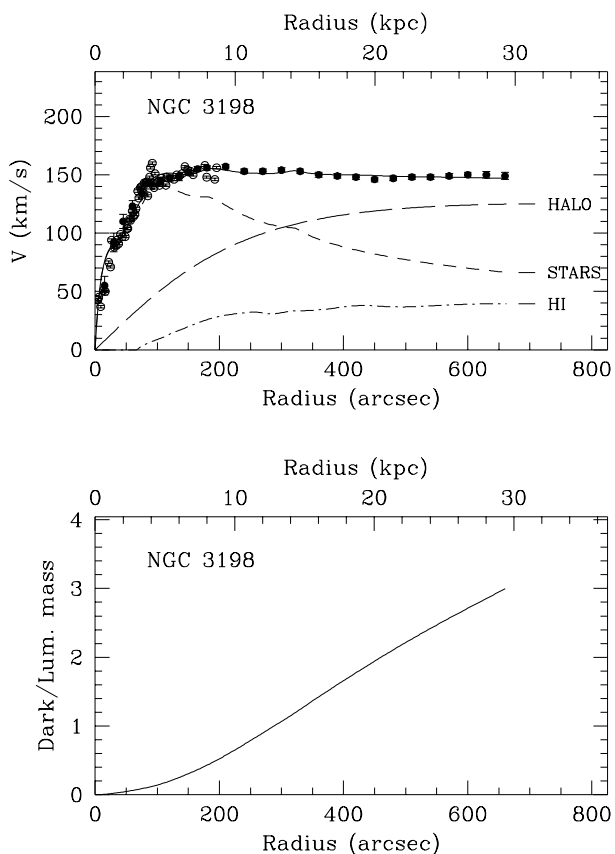 Radius (kpc)
0 10 20 30
NGC 3198
200
150
100
50
0
V (km/s)
HALO
STARS
HI
0 200 400 600 800
Radius (arcsec)
Radius (kpc)
0 10 20 30
NGC 3198
4
3
2
1
0
Dark/Lum. mass
0 200 400 600 800
Radius (arcsec)